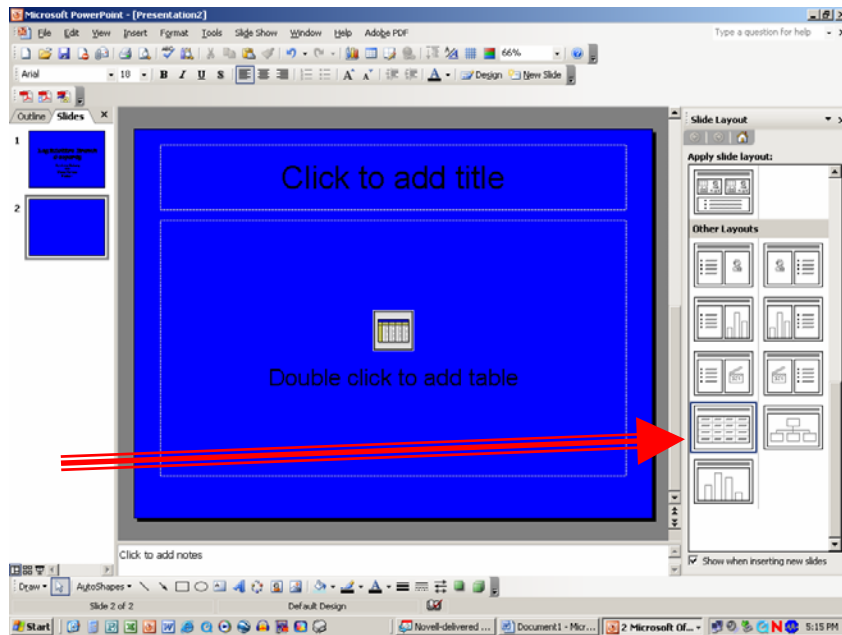 Microsoft PowerPoint - [Presentation2]
File Edit View Insert Format Tools Slide Show Window Help Adobe PDF
Type a question for help
66%
Arial 18 B I U S Design New Slide
Outline Slides
Slide Layout
1
Apply slide layout:
2
Click to add title
Other Layouts
Double click to add table
Click to add notes
Show when inserting new slides
Draw AutoShapes
Slide 2 of 2 Default Design
Start Novell-delivered ... Document1 - Micr... 2 Microsoft Of... 5:15 PM